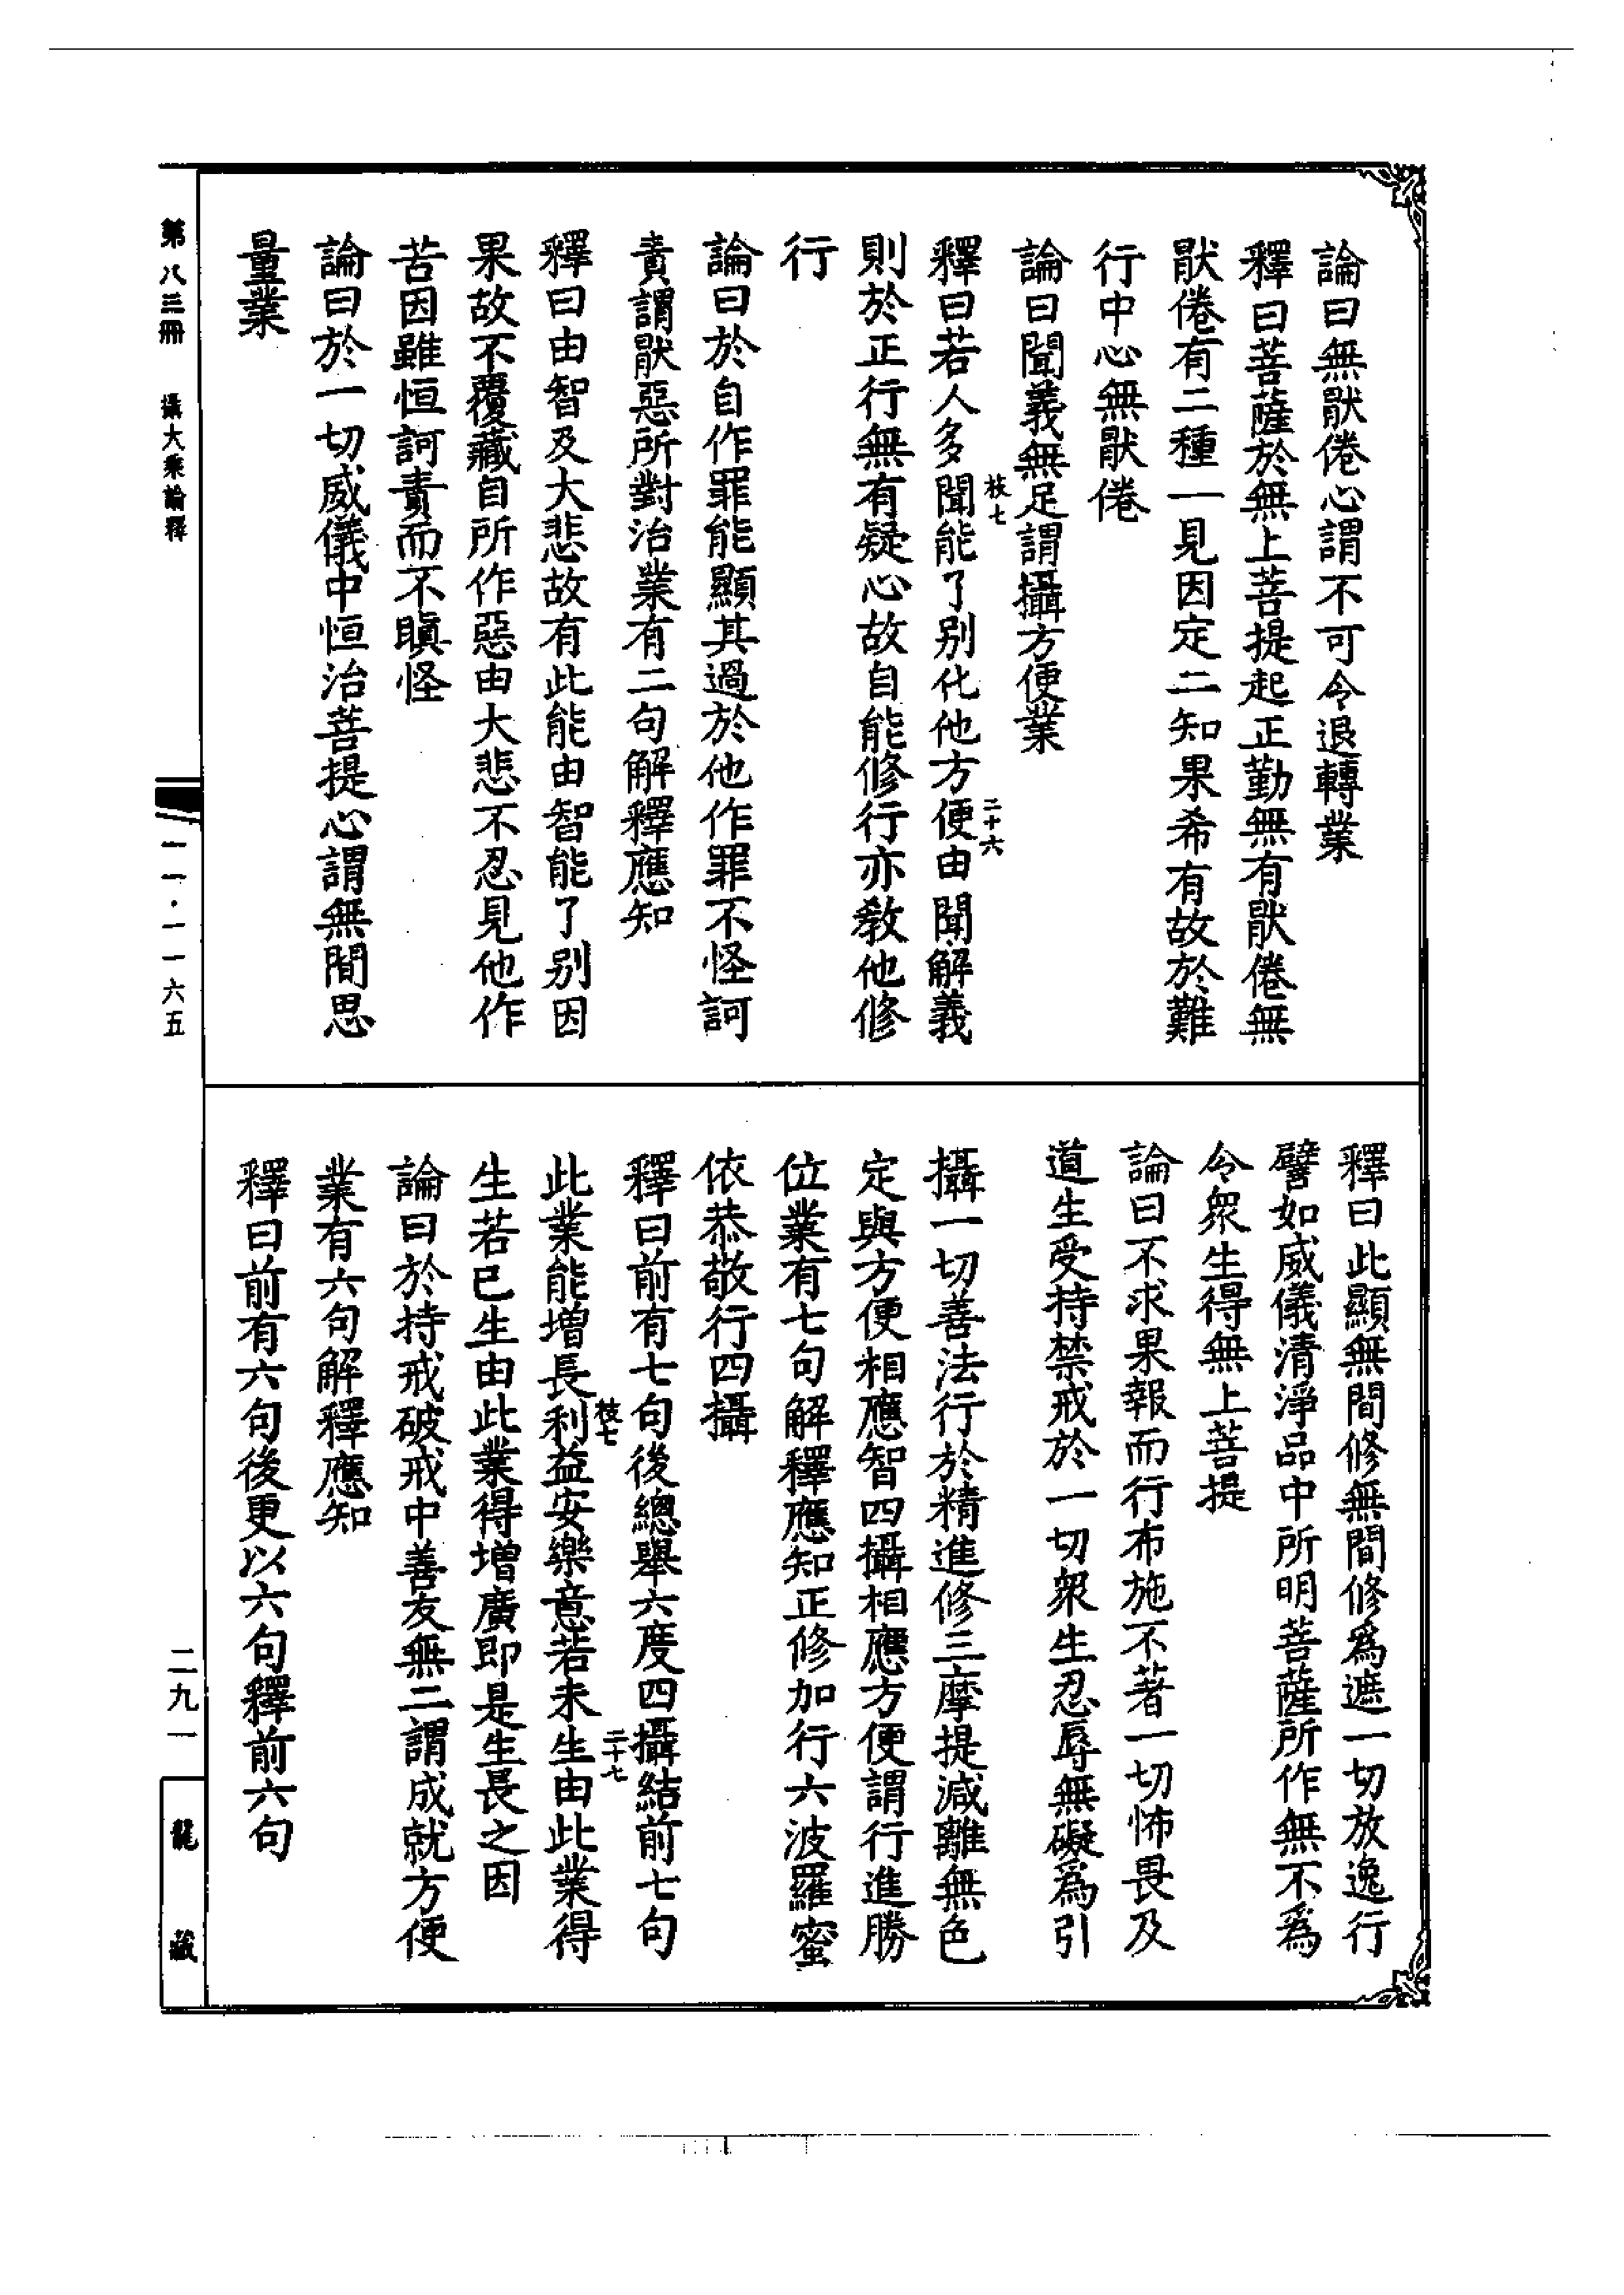 論曰無猒倦心謂不可令退轉業
釋曰菩薩於無上菩提起正勤無有猒倦無
猒倦有二種一見因定二知果希有故於難
行中心無猒倦
論曰聞義無足謂攝方便業
枝七
二十六
釋曰若人多聞能了别化他方便由聞解義
則於正行無有疑心故自能修行亦教他修
行
論曰於自作罪能顯其過於他作罪不怪訶
責謂猒惡所對治業有二句解釋應知
釋曰由智及大悲故有此能由智能了别因
果故不覆藏自所作惡由大悲不忍見他作
苦因雖恒訶責而不瞋怪
論曰於一切威儀中恒治菩提心謂無間思
量業
釋曰此顯無間修無間修爲遮一切放逸行
譬如威儀清淨品中所明菩薩所作無不爲
令衆生得無上菩提
論曰不求果報而行布施不著一切怖畏及
道生受持禁戒於一切衆生忍辱無礙爲引
攝一切善法行於精進修三摩提減離無色
定與方便相應智四攝相應方便謂行進勝
位業有七句解釋應知正修加行六波羅蜜
依恭敬行四攝
釋曰前有七句後總舉六度四攝結前七句
枝七
二十七
此業能增長利益安樂意若未生由此業得
生若已生由此業得增廣即是生長之因
論曰於持戒破戒中善友無二謂成就方便
業有六句解釋應知
釋曰前有六句後更以六句釋前六句
第八三冊 攝大乘論釋
一一·一一六五
二九一
龍藏